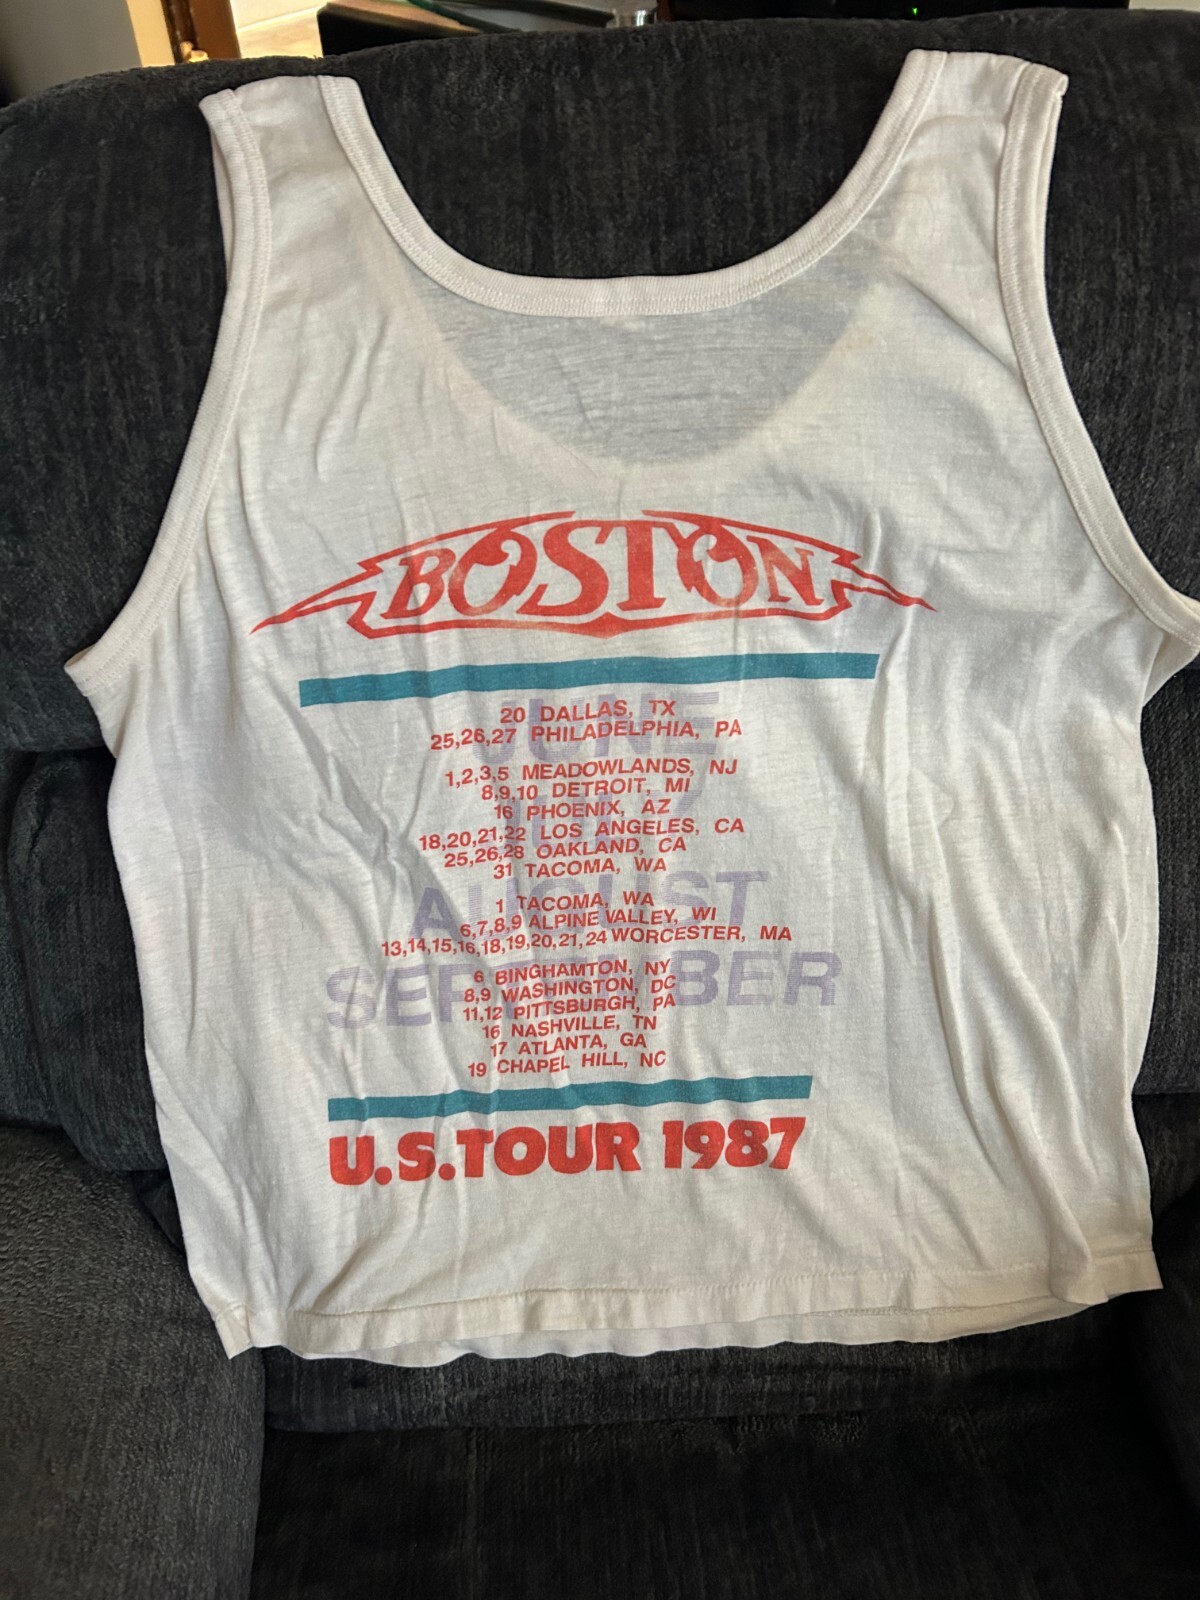 BOSTON
JUNE
20 DALLAS, TX
25,26,27 PHILADELPHIA, PA
JULY
1,2,3,5 MEADOWLANDS, NJ
8,9,10 DETROIT, MI
16 PHOENIX, AZ
18,20,21,22 LOS ANGELES, CA
25,26,28 OAKLAND, CA
31 TACOMA, WA
AUGUST
1 TACOMA, WA
6,7,8,9 ALPINE VALLEY, WI
13,14,15,16,18,19,20,21,24 WORCESTER, MA
SEPTEMBER
6 BINGHAMTON, NY
8,9 WASHINGTON, DC
11,12 PITTSBURGH, PA
16 NASHVILLE, TN
17 ATLANTA, GA
19 CHAPEL HILL, NC
U.S. TOUR 1987